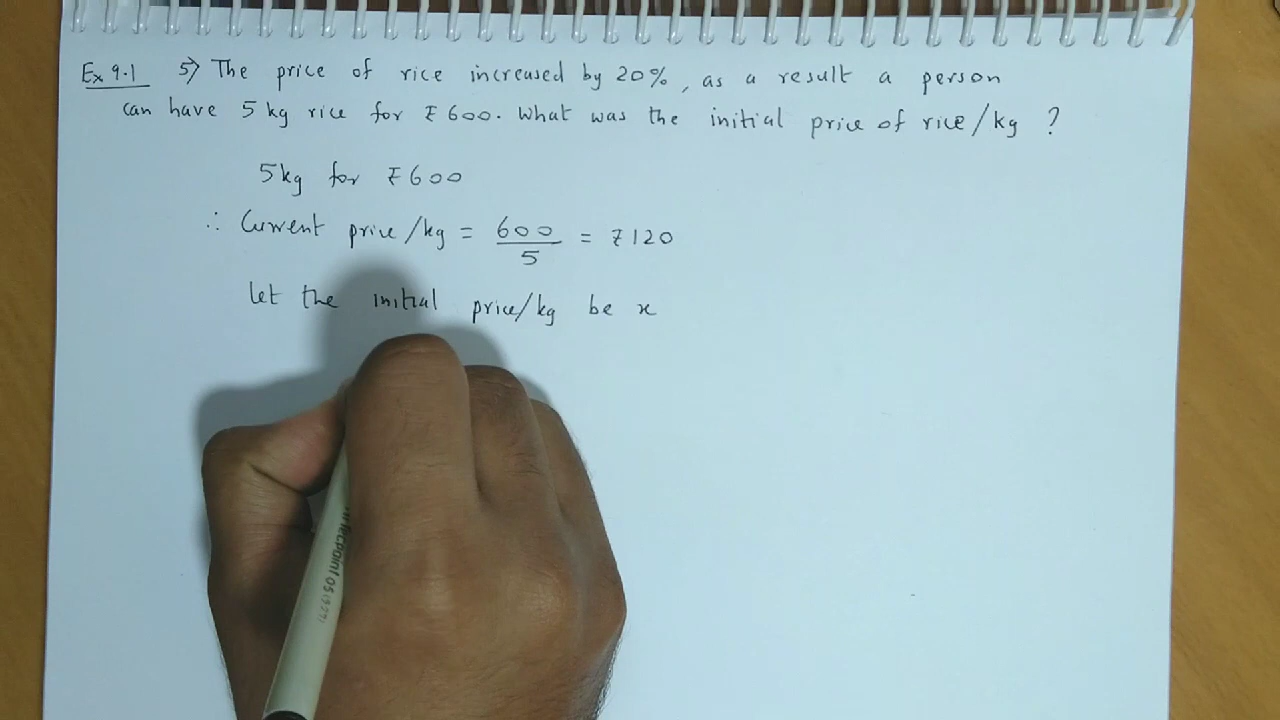 Ex 9.1 5) The price of rice increased by 20%, as a result a person
can have 5 kg rice for ₹600. What was the initial price of rice/kg ?
5kg for ₹600
∴ Current price/kg = 600/5 = ₹120
let the initial price/kg be x